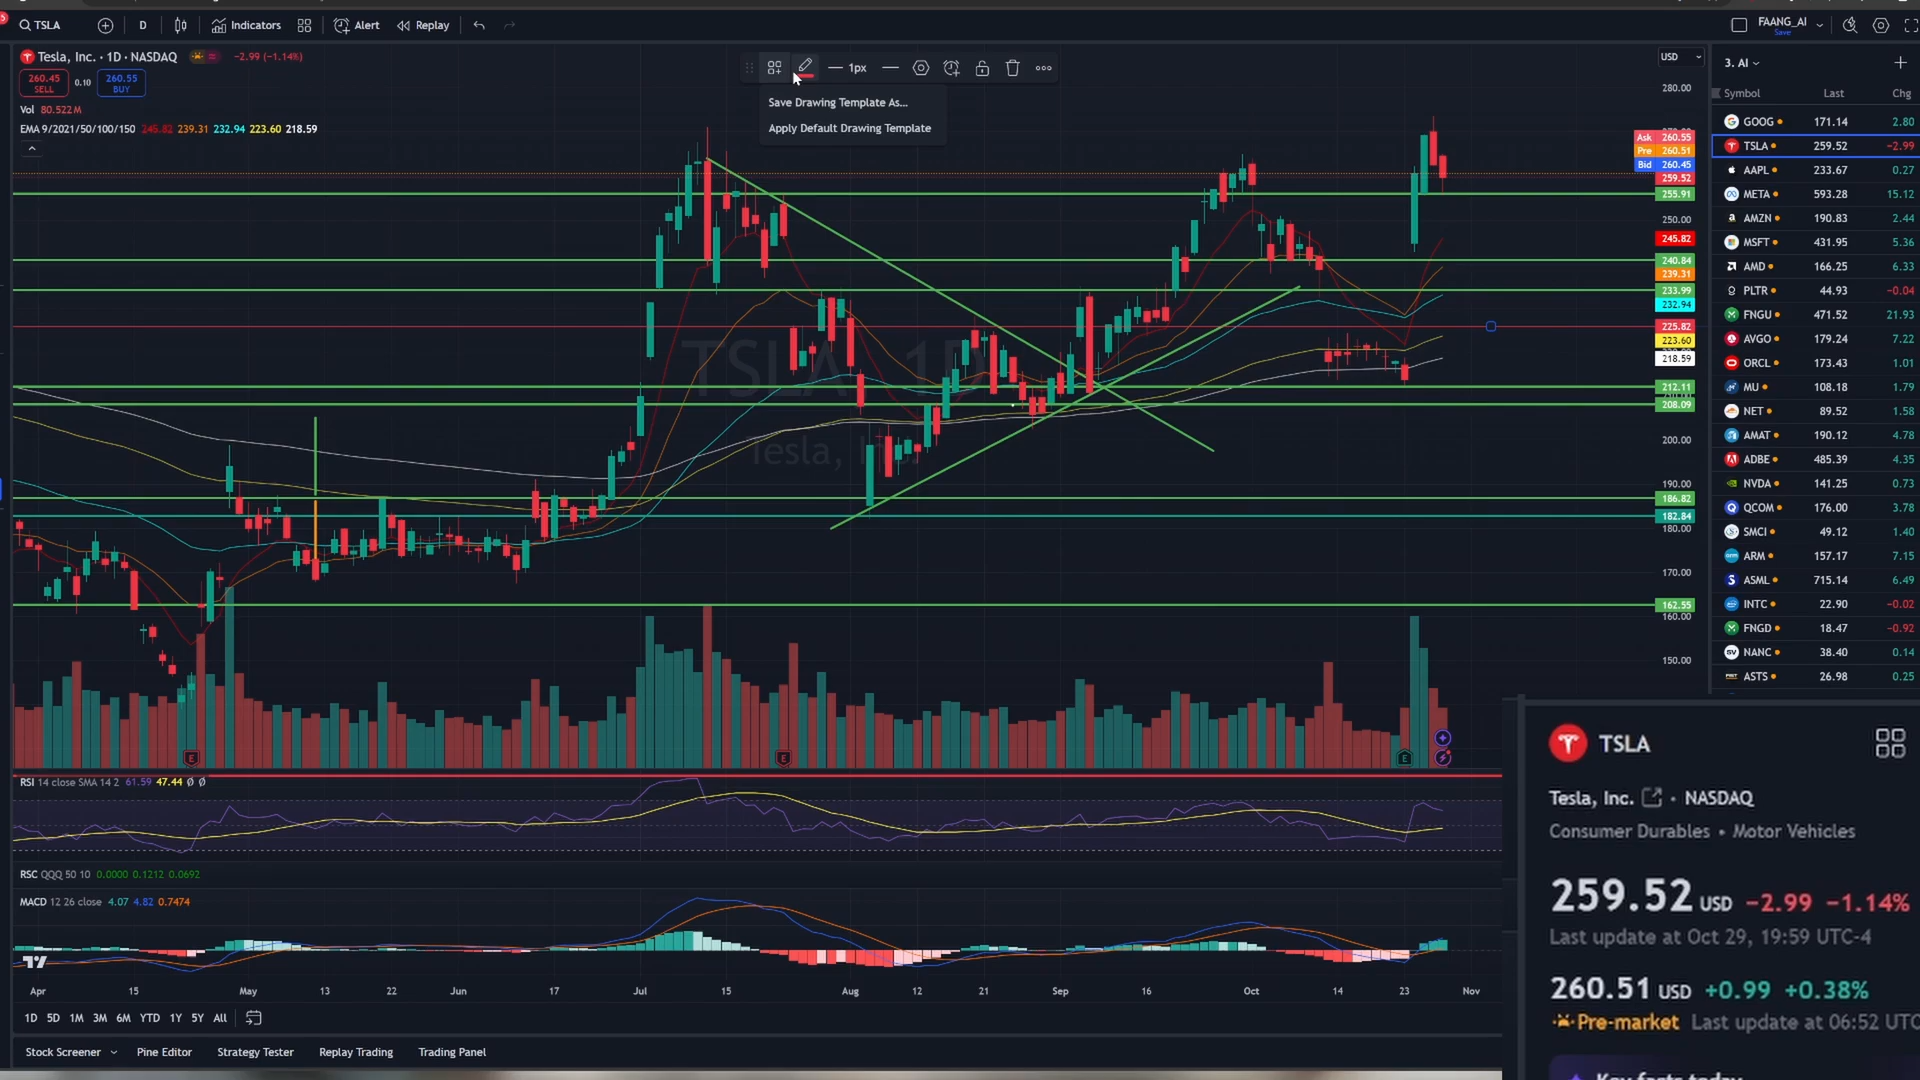 TSLA
D
Indicators
Alert
Replay
FAANG_AI
Save
Tesla, Inc. · 1D · NASDAQ
−2.99 (−1.14%)
260.45
SELL
0.10
260.55
BUY
Vol 80.522 M
EMA 9/2021/50/100/150 245.82 239.31 232.94 223.60 218.59
1px
Save Drawing Template As...
Apply Default Drawing Template
USD
280.00
Ask 260.55
Pre 260.51
Bid 260.45
259.52
255.91
250.00
245.82
240.84
239.31
233.99
232.94
225.82
223.60
218.59
212.11
208.09
200.00
190.00
186.82
182.84
180.00
170.00
162.55
160.00
150.00
TSLA, 1D
Tesla, Inc.
E
E
E
RSI 14 close SMA 14 2 61.59 47.44 Ø Ø
RSC QQQ 50 10 0.0000 0.1212 0.0692
MACD 12 26 close 4.07 4.82 0.7474
Apr 15 May 13 22 Jun 17 Jul 15 Aug 12 21 Sep 16 Oct 14 23 Nov
1D 5D 1M 3M 6M YTD 1Y 5Y All
Stock Screener Pine Editor Strategy Tester Replay Trading Trading Panel
3. AI
Symbol Last Chg
GOOG 171.14 2.80
TSLA 259.52 −2.99
AAPL 233.67 0.27
META 593.28 15.12
AMZN 190.83 2.44
MSFT 431.95 5.36
AMD 166.25 6.33
PLTR 44.93 −0.04
FNGU 471.52 21.93
AVGO 179.24 7.22
ORCL 173.43 1.01
MU 108.18 1.79
NET 89.52 1.58
AMAT 190.12 4.78
ADBE 485.39 4.35
NVDA 141.25 0.73
QCOM 176.00 3.78
SMCI 49.12 1.40
ARM 157.17 7.15
ASML 715.14 6.49
INTC 22.90 −0.02
FNGD 18.47 −0.92
NANC 38.40 0.14
ASTS 26.98 0.25
TSLA
Tesla, Inc. · NASDAQ
Consumer Durables • Motor Vehicles
259.52 USD −2.99 −1.14%
Last update at Oct 29, 19:59 UTC-4
260.51 USD +0.99 +0.38%
Pre-market Last update at 06:52 UTC
Key facts today